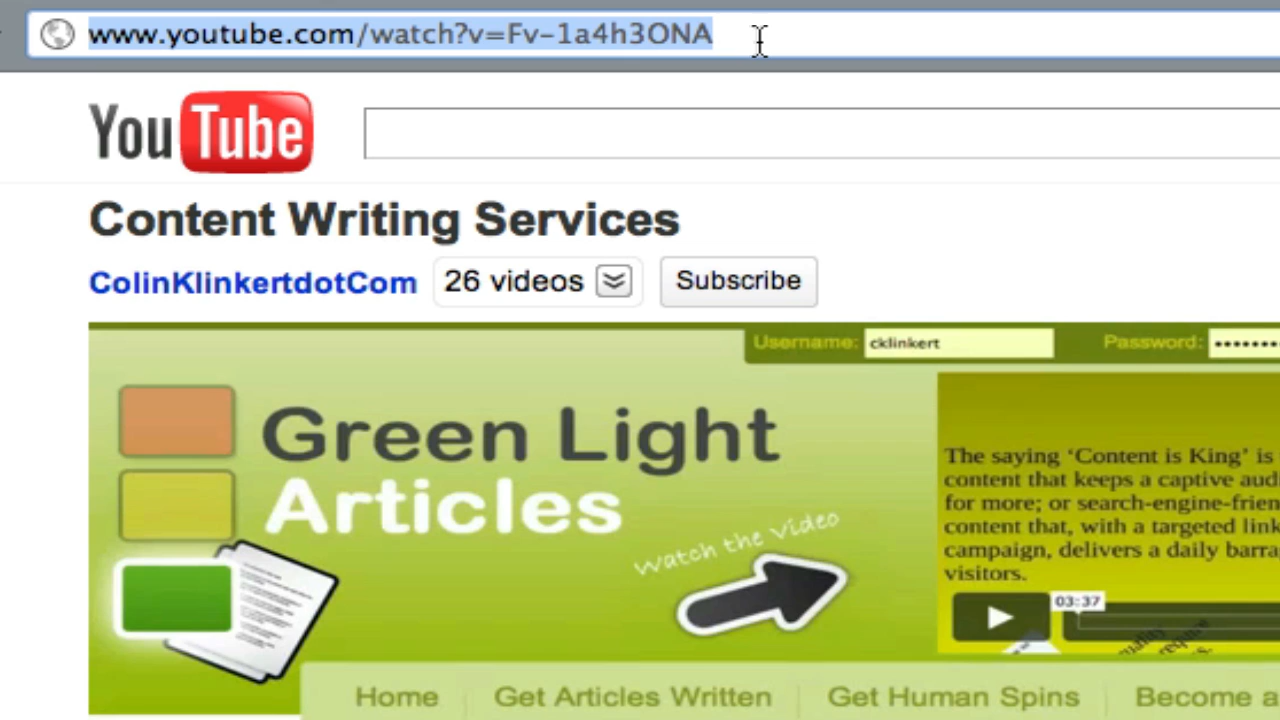 www.youtube.com/watch?v=Fv-1a4h3ONA
YouTube
Content Writing Services
ColinKlinkertdotCom 26 videos Subscribe
Username: cklinkert Password:
Green Light
Articles
Watch the Video
The saying ‘Content is King’ is
content that keeps a captive aud
for more; or search-engine-frien
content that, with a targeted link
campaign, delivers a daily barra
visitors.
03:37
Home Get Articles Written Get Human Spins Become a